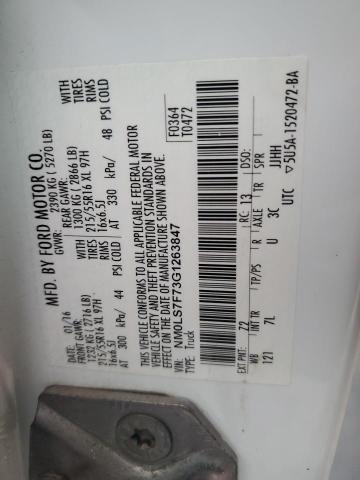 MFD. BY FORD MOTOR CO.
DATE: 01/16 GVWR: 2390 KG ( 5270 LB)
FRONT GAWR: REAR GAWR: WITH
1232 KG (2716 LB) 1300 KG ( 2866 LB) TIRES
215/55R16 XL 97H 215/55R16 XL 97H RIMS
16x6.5J 16x6.5J
AT 300 kPa/ 44 PSI COLD AT 330 kPa/ 48 PSI COLD
WITH
TIRES
RIMS
THIS VEHICLE CONFORMS TO ALL APPLICABLE FEDERAL MOTOR
VEHICLE SAFETY AND THEFT PREVENTION STANDARDS IN
EFFECT ON THE DATE OF MANUFACTURE SHOWN ABOVE.
VIN: NM0LS7F73G1263847
TYPE: Truck
F0364
T0472
EXT PNT: 7Z RC: 13 DSO:
WB INT TR TP/PS R AXLE TR SPR JJHH
121 7L U 3C UTC ▽5U5A-1520472-BA